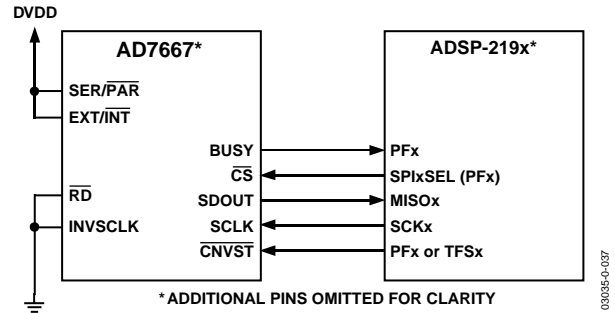 DVDD
AD7667*
ADSP-219x*
SER/PAR
EXT/INT
BUSY
PFx
CS
SPIxSEL (PFx)
RD
SDOUT
MISOx
INVSCLK
SCLK
SCKx
CNVST
PFx or TFSx
*ADDITIONAL PINS OMITTED FOR CLARITY
03035-0-037